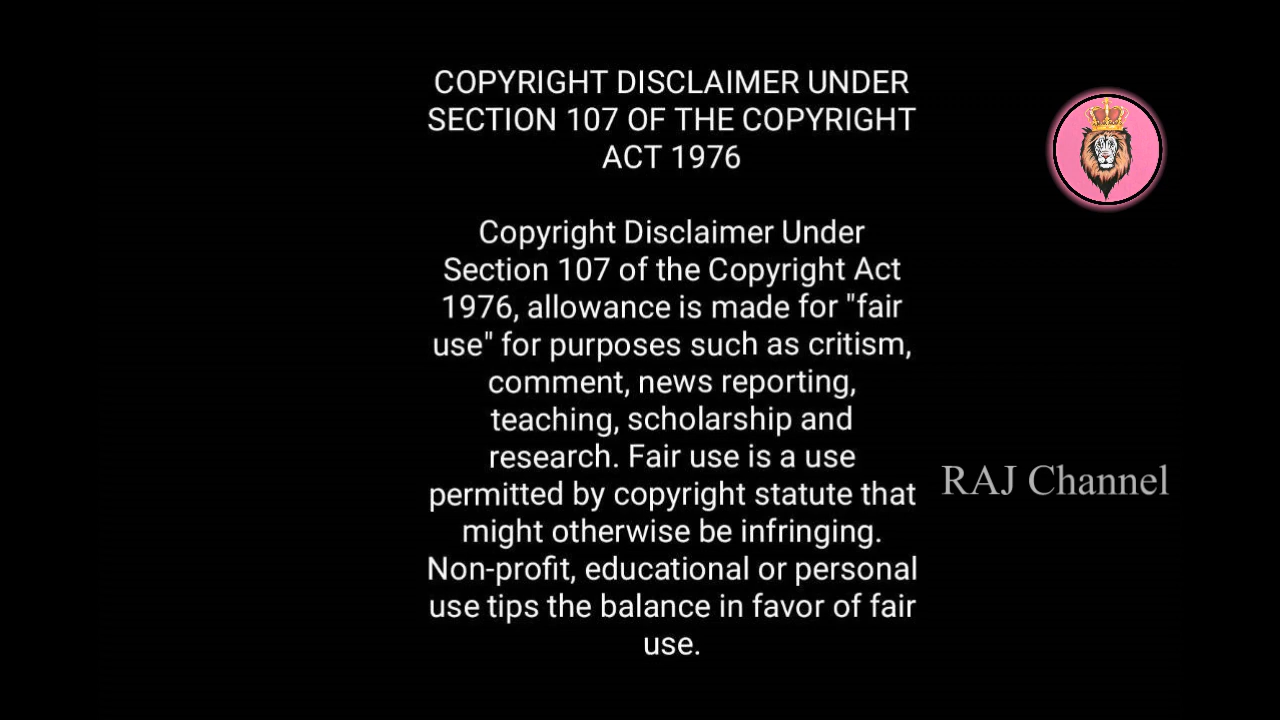 COPYRIGHT DISCLAIMER UNDER
SECTION 107 OF THE COPYRIGHT
ACT 1976
Copyright Disclaimer Under
Section 107 of the Copyright Act
1976, allowance is made for "fair
use" for purposes such as critism,
comment, news reporting,
teaching, scholarship and
research. Fair use is a use
permitted by copyright statute that
might otherwise be infringing.
Non-profit, educational or personal
use tips the balance in favor of fair
use.
RAJ Channel